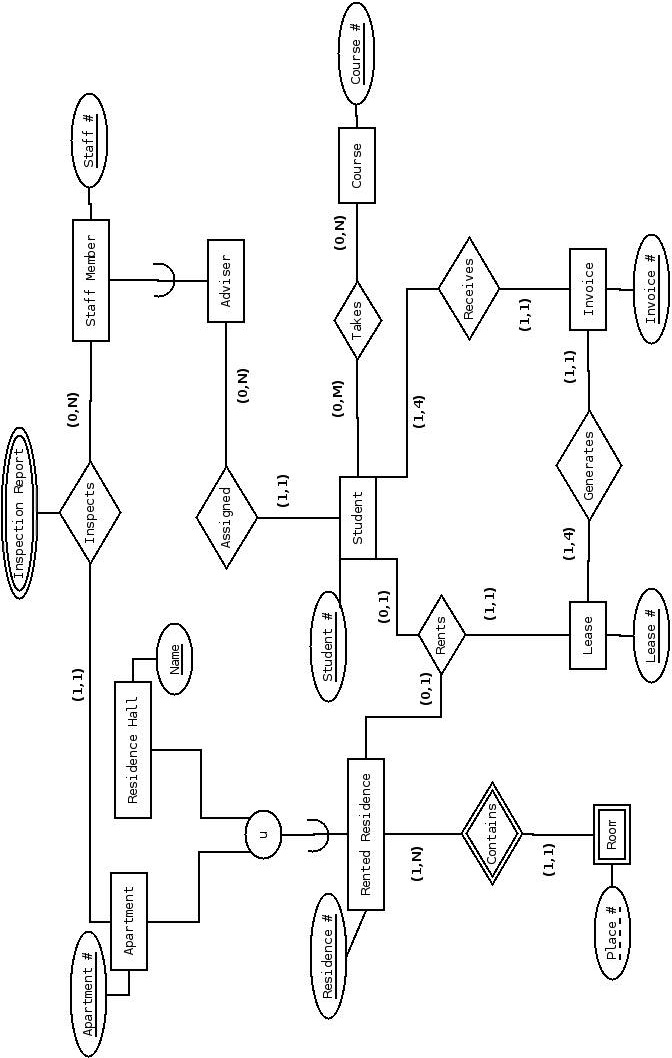 Inspection Report
(1,1)
(0,N)
Apartment #
Inspects
Staff Member
Staff #
Apartment
Residence Hall
Name
Assigned
Adviser
(0,N)
u
(1,1)
Residence #
Student #
(0,M)
(0,N)
Rented Residence
Student
Takes
Course
Course #
(0,1)
(1,N)
(1,4)
(0,1)
Rents
Receives
Contains
(1,1)
(1,1)
(1,1)
(1,4)
(1,1)
Lease
Generates
Invoice
Place #
Room
Lease #
Invoice #